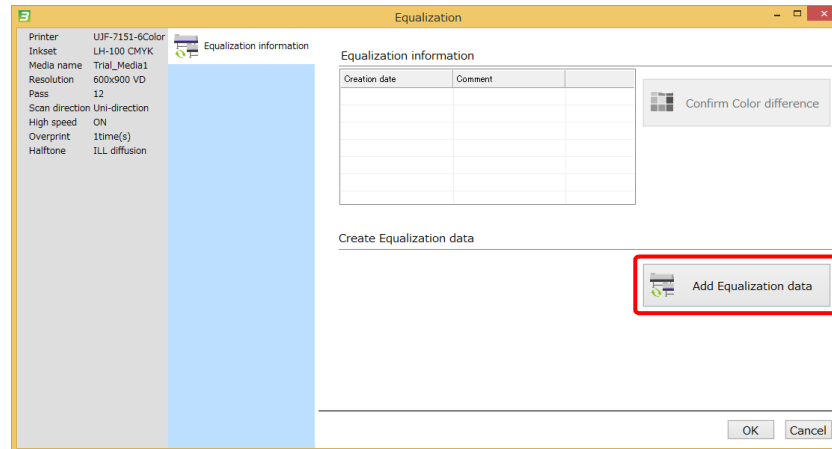 Equalization
Printer UJF-7151-6Color
Inkset LH-100 CMYK
Media name Trial_Media1
Resolution 600x900 VD
Pass 12
Scan direction Uni-direction
High speed ON
Overprint 1time(s)
Halftone ILL diffusion
Equalization information
Equalization information
Creation date Comment
Confirm Color difference
Create Equalization data
Add Equalization data
OK Cancel